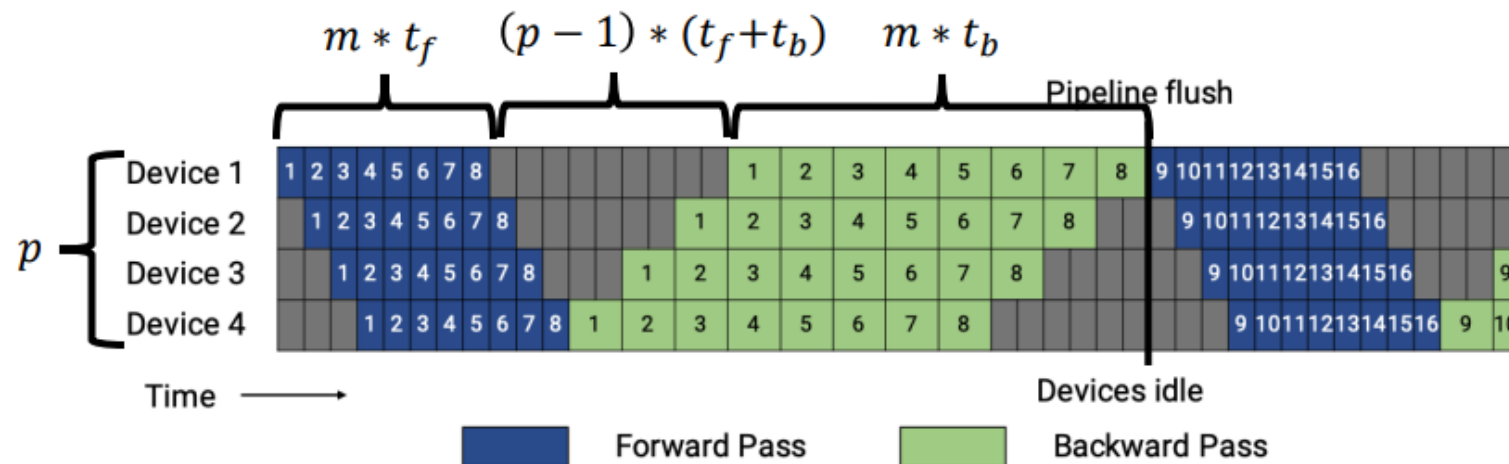 m * t_f (p − 1) * (t_f+t_b) m * t_b
Pipeline flush
Device 1 1 2 3 4 5 6 7 8 1 2 3 4 5 6 7 8 9 10 11 12 13 14 15 16
Device 2 1 2 3 4 5 6 7 8 1 2 3 4 5 6 7 8 9 10 11 12 13 14 15 16
p
Device 3 1 2 3 4 5 6 7 8 1 2 3 4 5 6 7 8 9 10 11 12 13 14 15 16 9
Device 4 1 2 3 4 5 6 7 8 1 2 3 4 5 6 7 8 9 10 11 12 13 14 15 16 9 10
Time Devices idle
Forward Pass Backward Pass